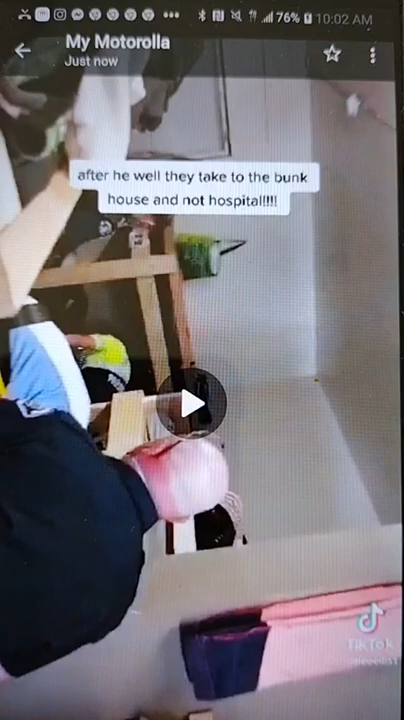 76% 10:02 AM
My Motorolla
Just now
after he well they take to the bunk
house and not hospital!!!!
TikTok